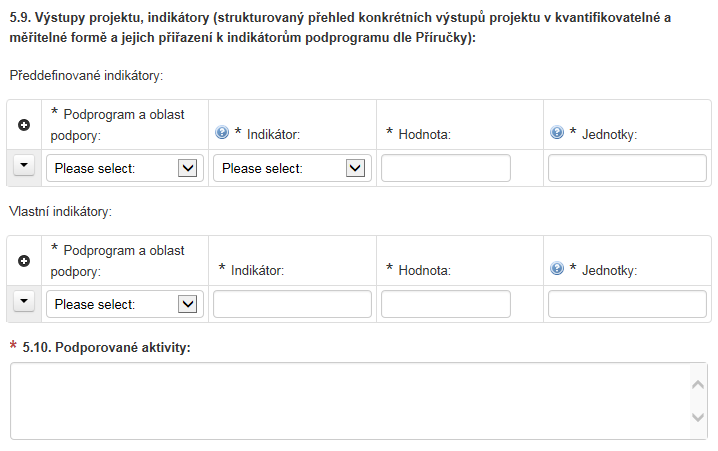 5.9. Výstupy projektu, indikátory (strukturovaný přehled konkrétních výstupů projektu v kvantifikovatelné a
měřitelné formě a jejich přiřazení k indikátorům podprogramu dle Příručky):
Předdefinované indikátory:
* Podprogram a oblast
podpory:
* Indikátor:
* Hodnota:
* Jednotky:
Please select:
Please select:
Vlastní indikátory:
* Podprogram a oblast
podpory:
* Indikátor:
* Hodnota:
* Jednotky:
Please select:
* 5.10. Podporované aktivity: